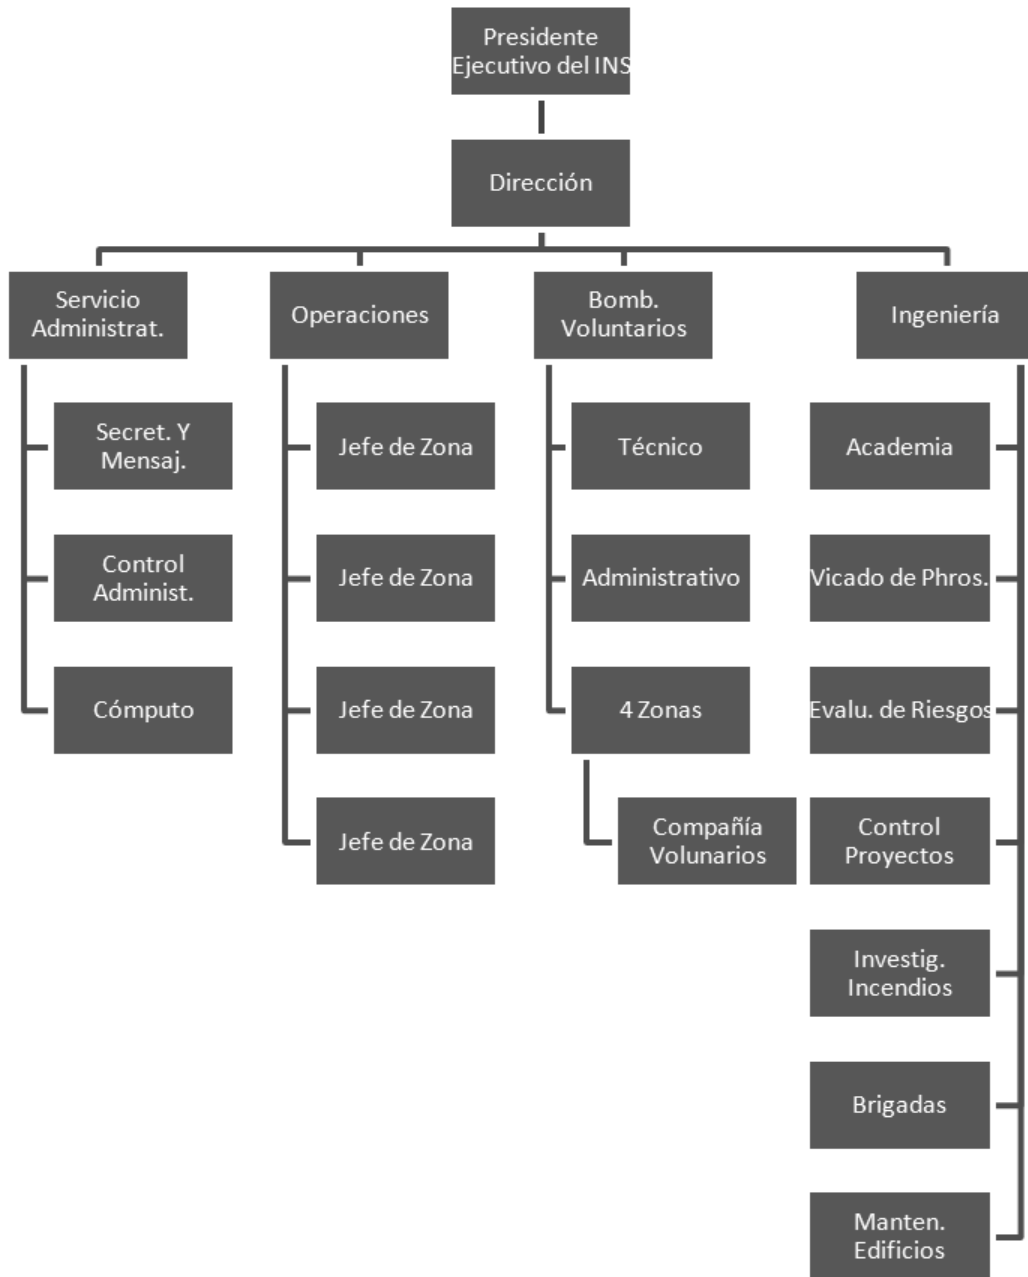 Presidente
Ejecutivo del INS
Dirección
Servicio
Administrat.
Operaciones
Bomb.
Voluntarios
Ingeniería
Secret. Y
Mensaj.
Jefe de Zona
Técnico
Academia
Control
Administ.
Jefe de Zona
Administrativo
Vicado de Phros.
Cómputo
Jefe de Zona
4 Zonas
Evalu. de Riesgos
Jefe de Zona
Compañía
Volunarios
Control
Proyectos
Investig.
Incendios
Brigadas
Manten.
Edificios